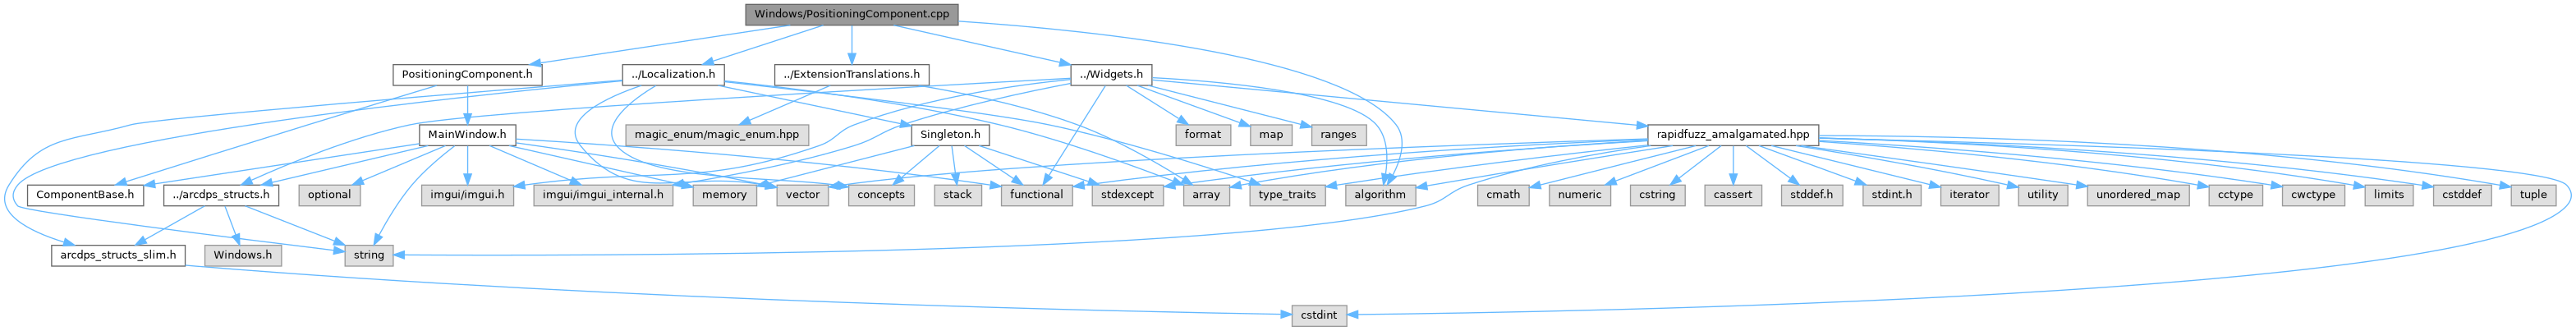 Windows/PositioningComponent.cpp
PositioningComponent.h
../Localization.h
../ExtensionTranslations.h
../Widgets.h
MainWindow.h
magic_enum/magic_enum.hpp
Singleton.h
format
map
ranges
rapidfuzz_amalgamated.hpp
ComponentBase.h
../arcdps_structs.h
optional
imgui/imgui.h
imgui/imgui_internal.h
memory
vector
concepts
stack
functional
stdexcept
array
type_traits
algorithm
cmath
numeric
cstring
cassert
stddef.h
stdint.h
iterator
utility
unordered_map
cctype
cwctype
limits
cstddef
tuple
arcdps_structs_slim.h
Windows.h
string
cstdint